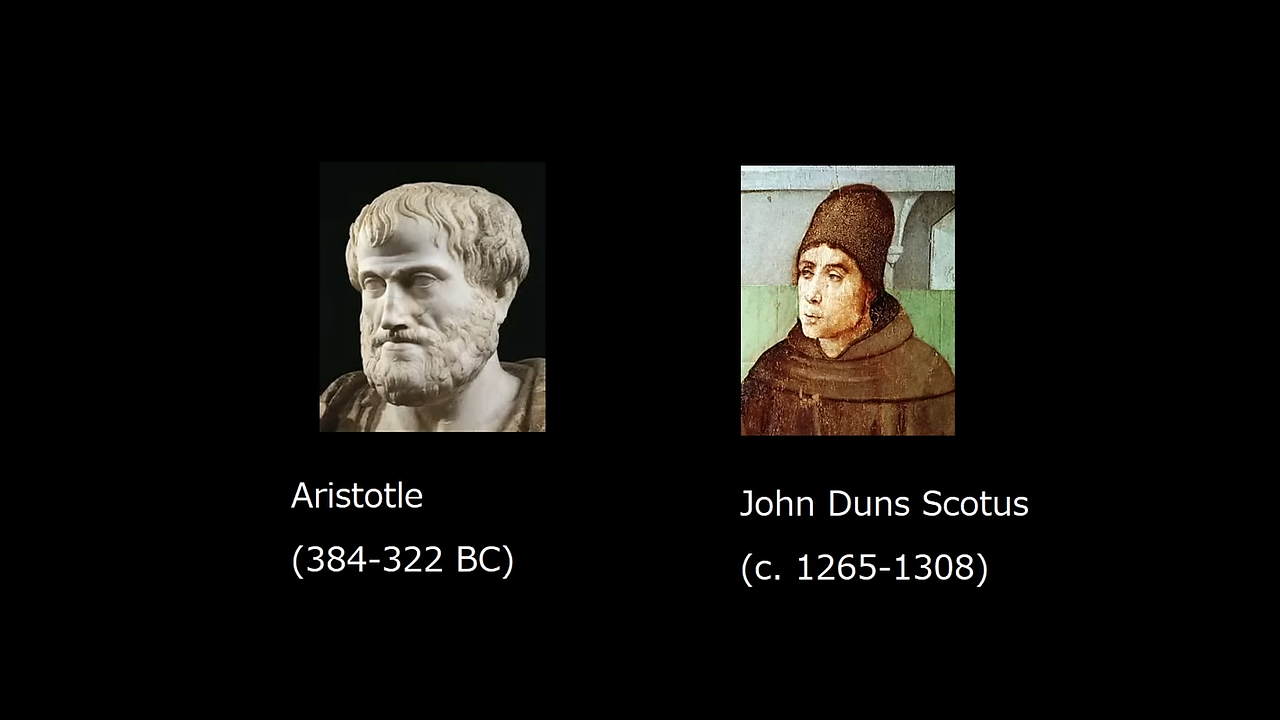 Aristotle
(384-322 BC)
John Duns Scotus
(c. 1265-1308)